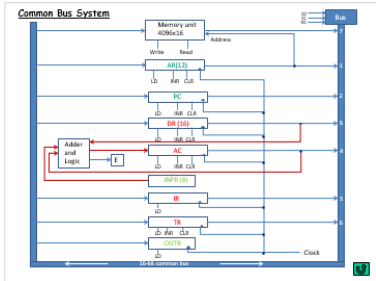 Common Bus System
Bus
Memory unit
4096x16
7
Address
Write Read
AR(12)
1
LD INR CLR
PC
2
LD INR CLR
DR (16)
3
LD INR CLR
Adder
and
Logic
E
AC
4
LD INR CLR
INPR (8)
IR
5
LD
TR
6
LD INR CLR
OUTR
Clock
LD
16-bit common bus